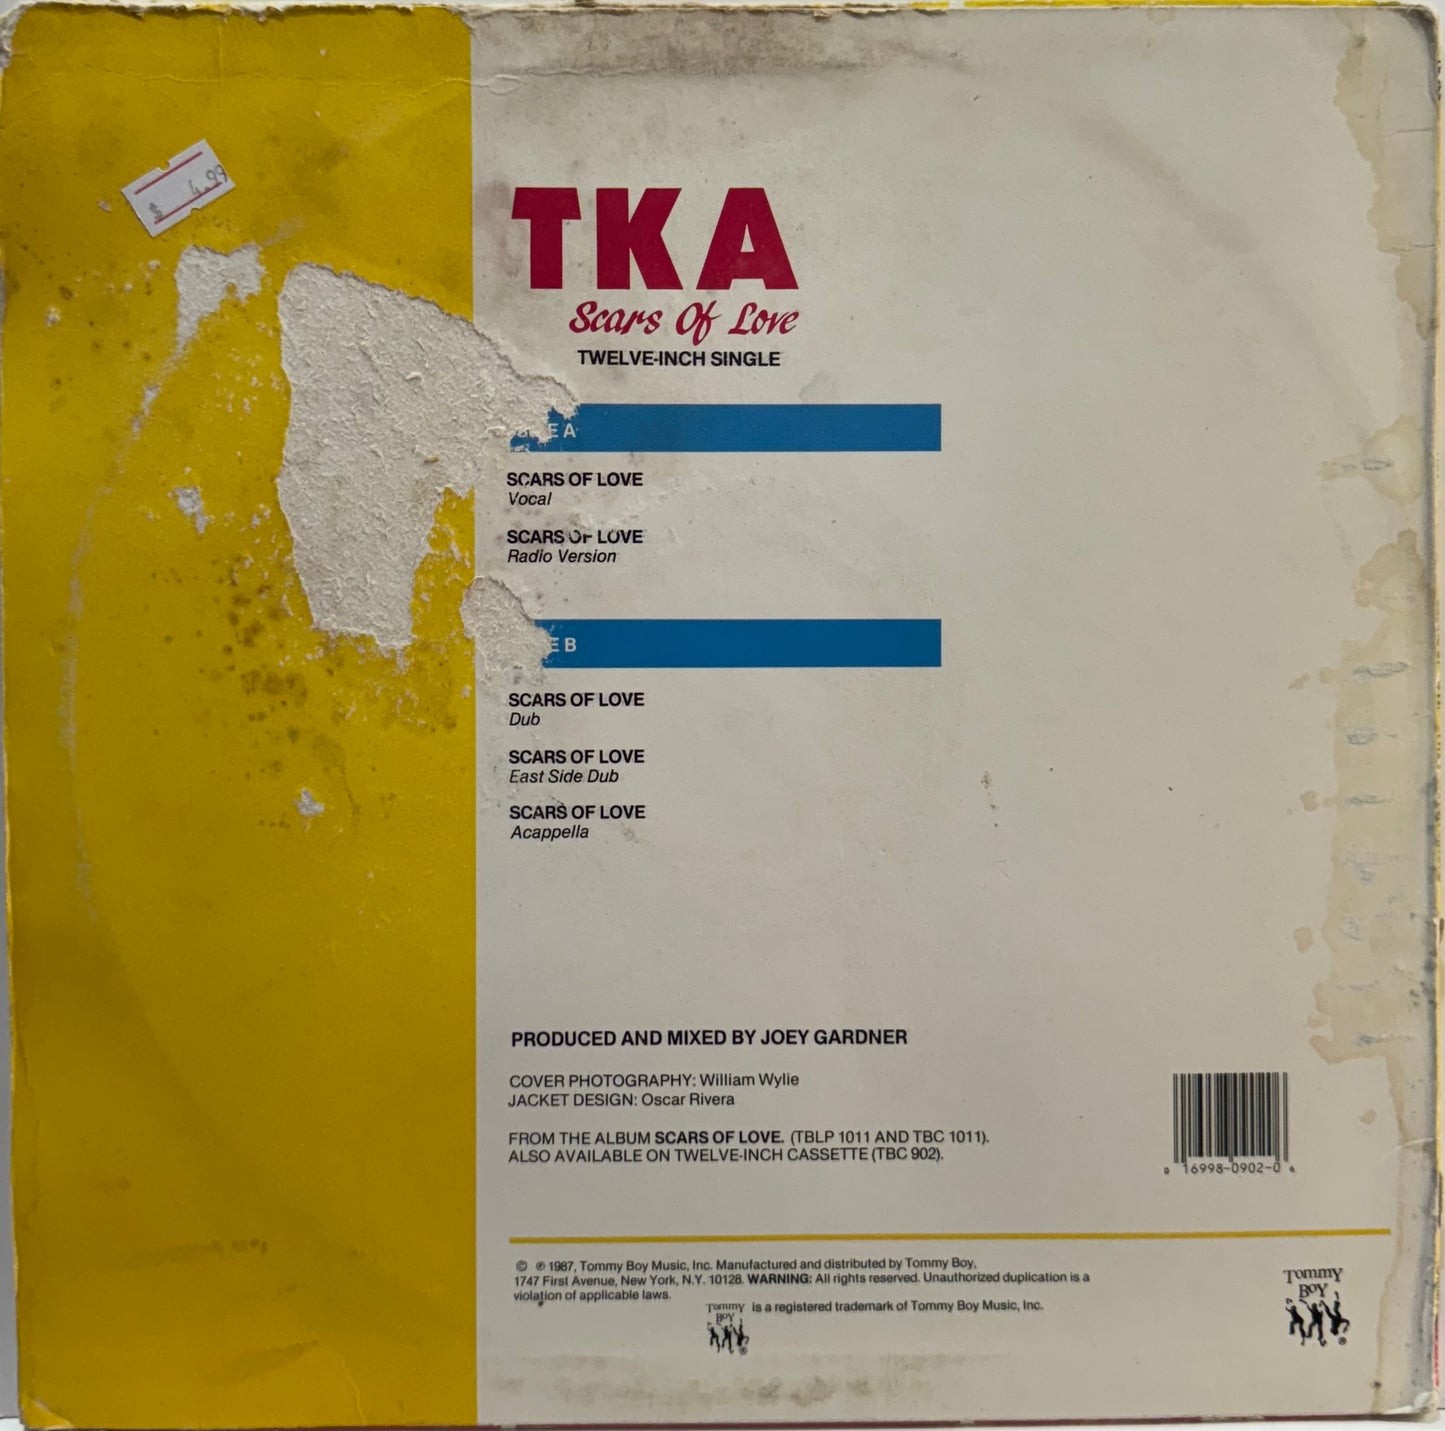 $ 4.99
TKA
Scars Of Love
TWELVE-INCH SINGLE
E A
SCARS OF LOVE
Vocal
SCARS OF LOVE
Radio Version
E B
SCARS OF LOVE
Dub
SCARS OF LOVE
East Side Dub
SCARS OF LOVE
Acappella
PRODUCED AND MIXED BY JOEY GARDNER
COVER PHOTOGRAPHY: William Wylie
JACKET DESIGN: Oscar Rivera
FROM THE ALBUM SCARS OF LOVE. (TBLP 1011 AND TBC 1011).
ALSO AVAILABLE ON TWELVE-INCH CASSETTE (TBC 902).
0 16998-0902-0 6
© ℗ 1987, Tommy Boy Music, Inc. Manufactured and distributed by Tommy Boy,
1747 First Avenue, New York, N.Y. 10128. WARNING: All rights reserved. Unauthorized duplication is a
violation of applicable laws.
Tommy Boy ® is a registered trademark of Tommy Boy Music, Inc.
Tommy
Boy
®